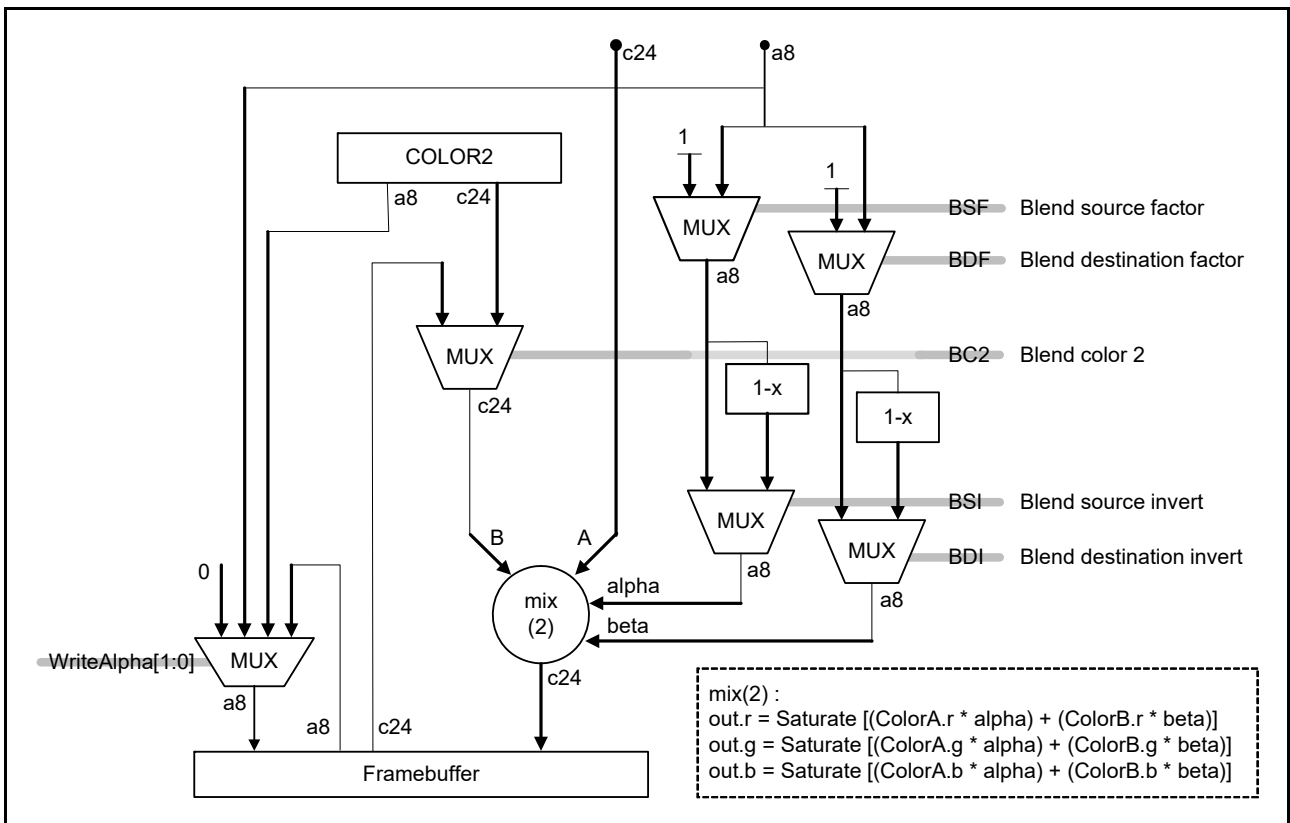 c24
a8
1
COLOR2
a8
c24
1
MUX
BSF
Blend source factor
MUX
BDF
Blend destination factor
a8
a8
MUX
BC2
Blend color 2
1-x
c24
1-x
MUX
BSI
Blend source invert
MUX
BDI
Blend destination invert
B
A
0
a8
alpha
mix
(2)
a8
beta
WriteAlpha[1:0]
MUX
c24
a8
a8
c24
Framebuffer
mix(2) :
out.r = Saturate [(ColorA.r * alpha) + (ColorB.r * beta)]
out.g = Saturate [(ColorA.g * alpha) + (ColorB.g * beta)]
out.b = Saturate [(ColorA.b * alpha) + (ColorB.b * beta)]